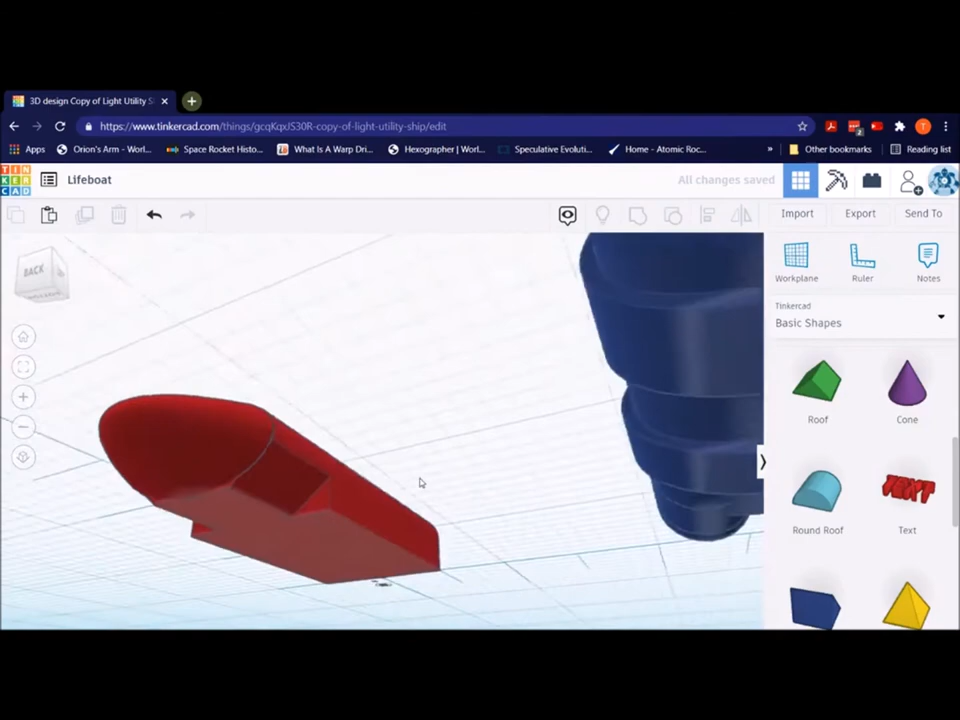 3D design Copy of Light Utility S
https://www.tinkercad.com/things/gcqKqxJS30R-copy-of-light-utility-ship/edit
T
Apps Orion's Arm - Worl... Space Rocket Histo... What Is A Warp Dri... Hexographer | Worl... Speculative Evoluti... Home - Atomic Roc... » Other bookmarks Reading list
TIN
KER
CAD
Lifeboat
All changes saved
Import Export Send To
BACK
Workplane Ruler Notes
Tinkercad
Basic Shapes
Roof Cone
TEXT
Round Roof Text